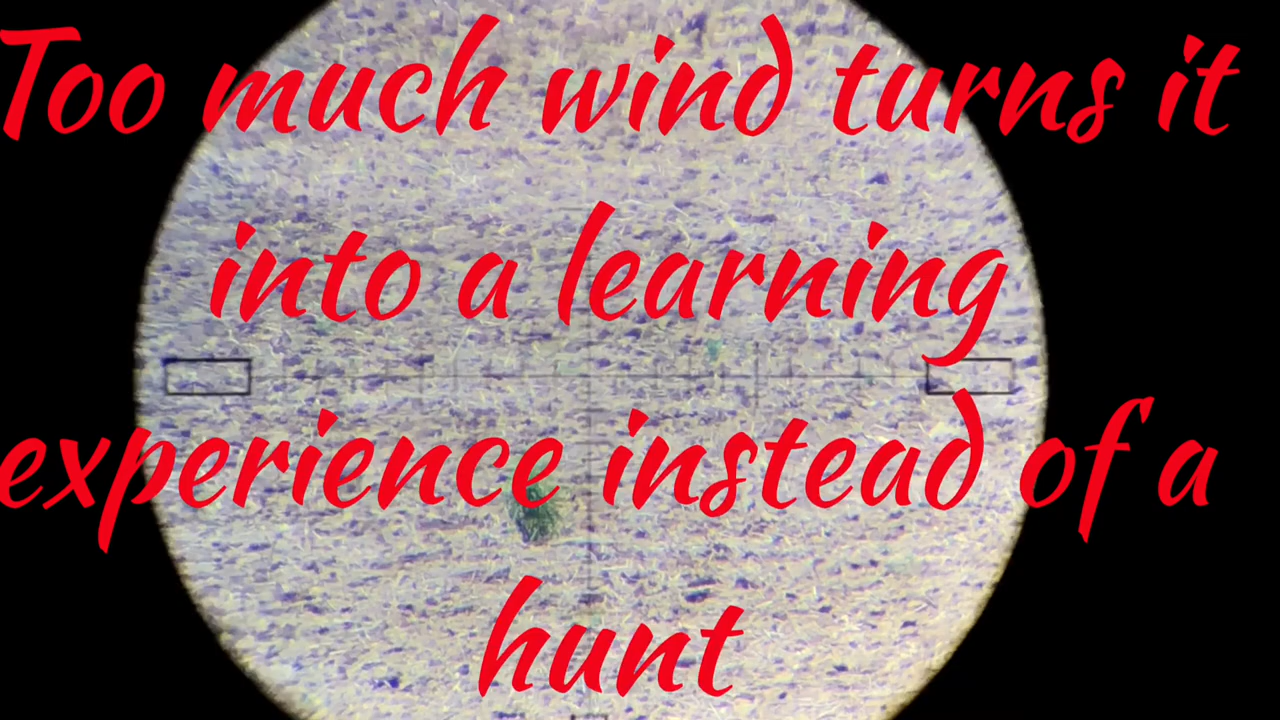 Too much wind turns it
into a learning
experience instead of a
hunt